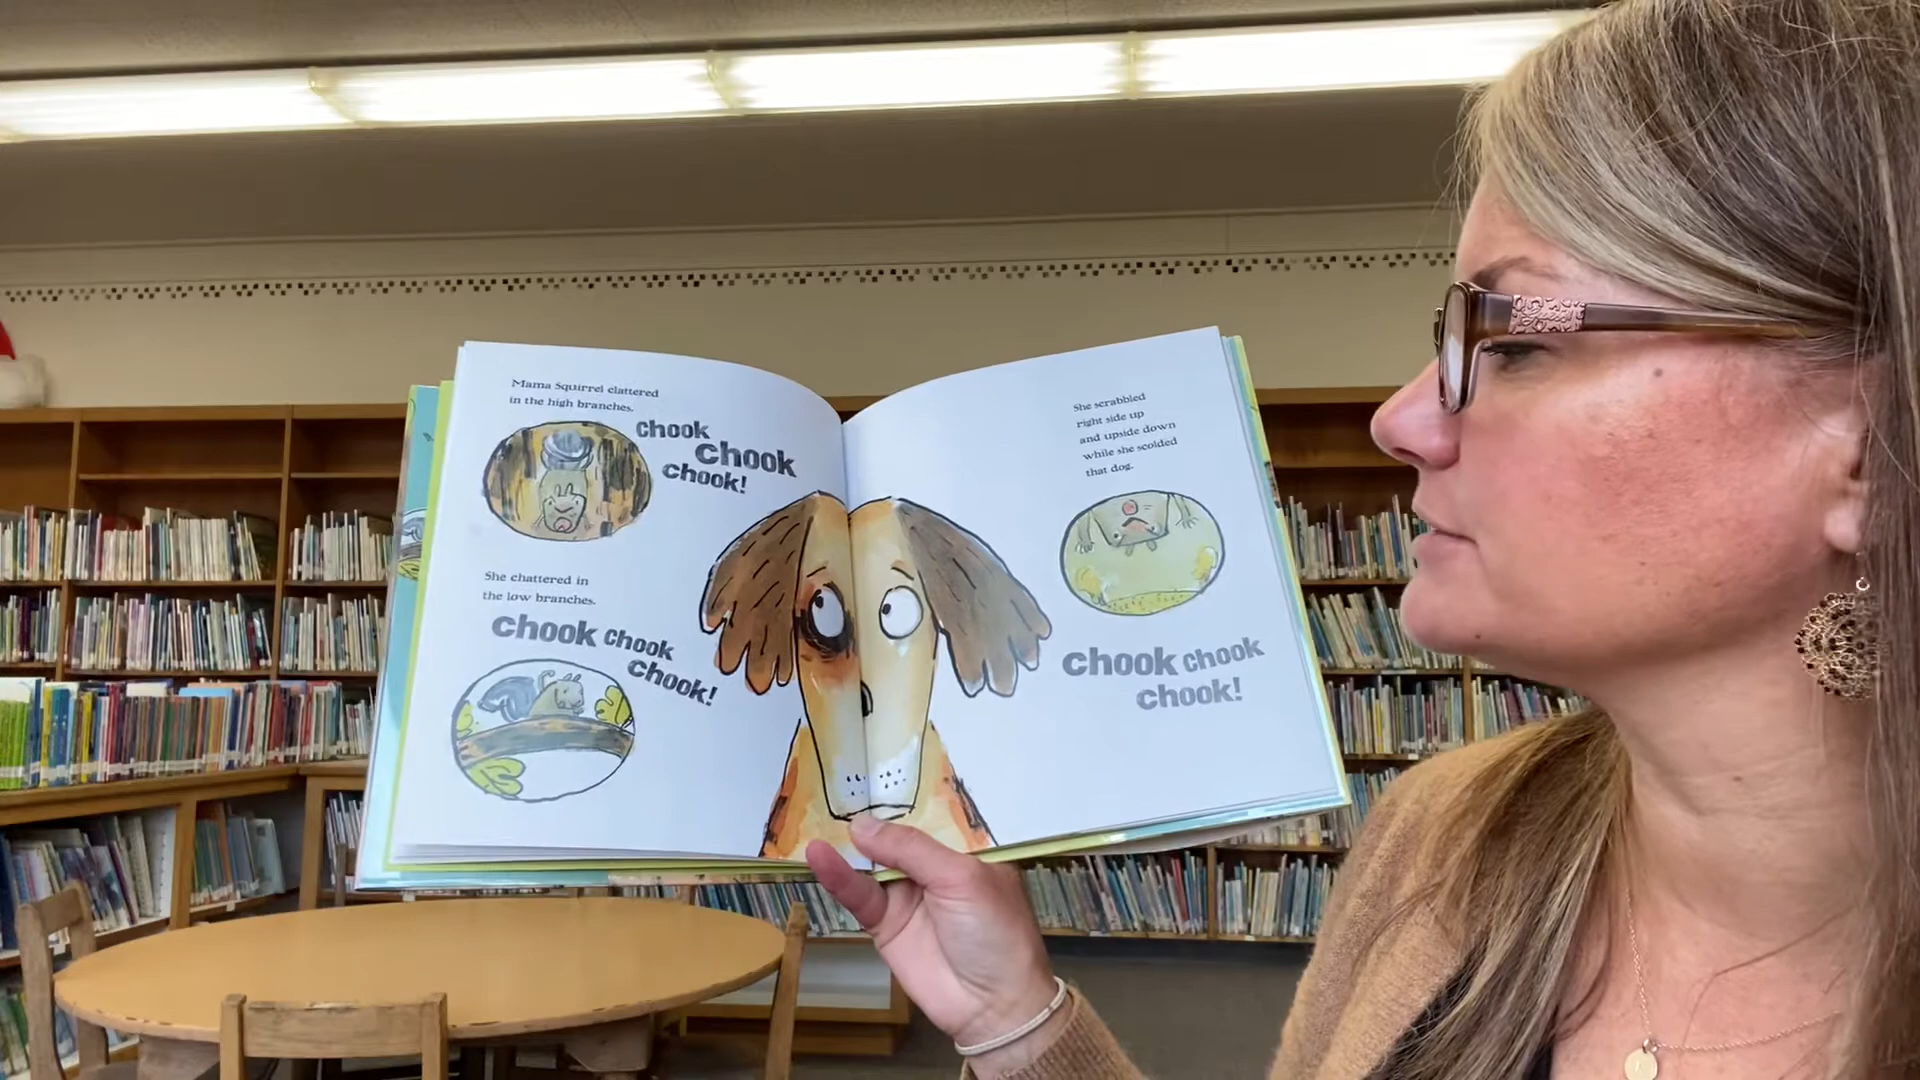 Mama Squirrel clattered
in the high branches.
chook
chook
chook!
She chattered in
the low branches.
chook chook
chook!
She scrabbled
right side up
and upside down
while she scolded
that dog.
chook chook
chook!